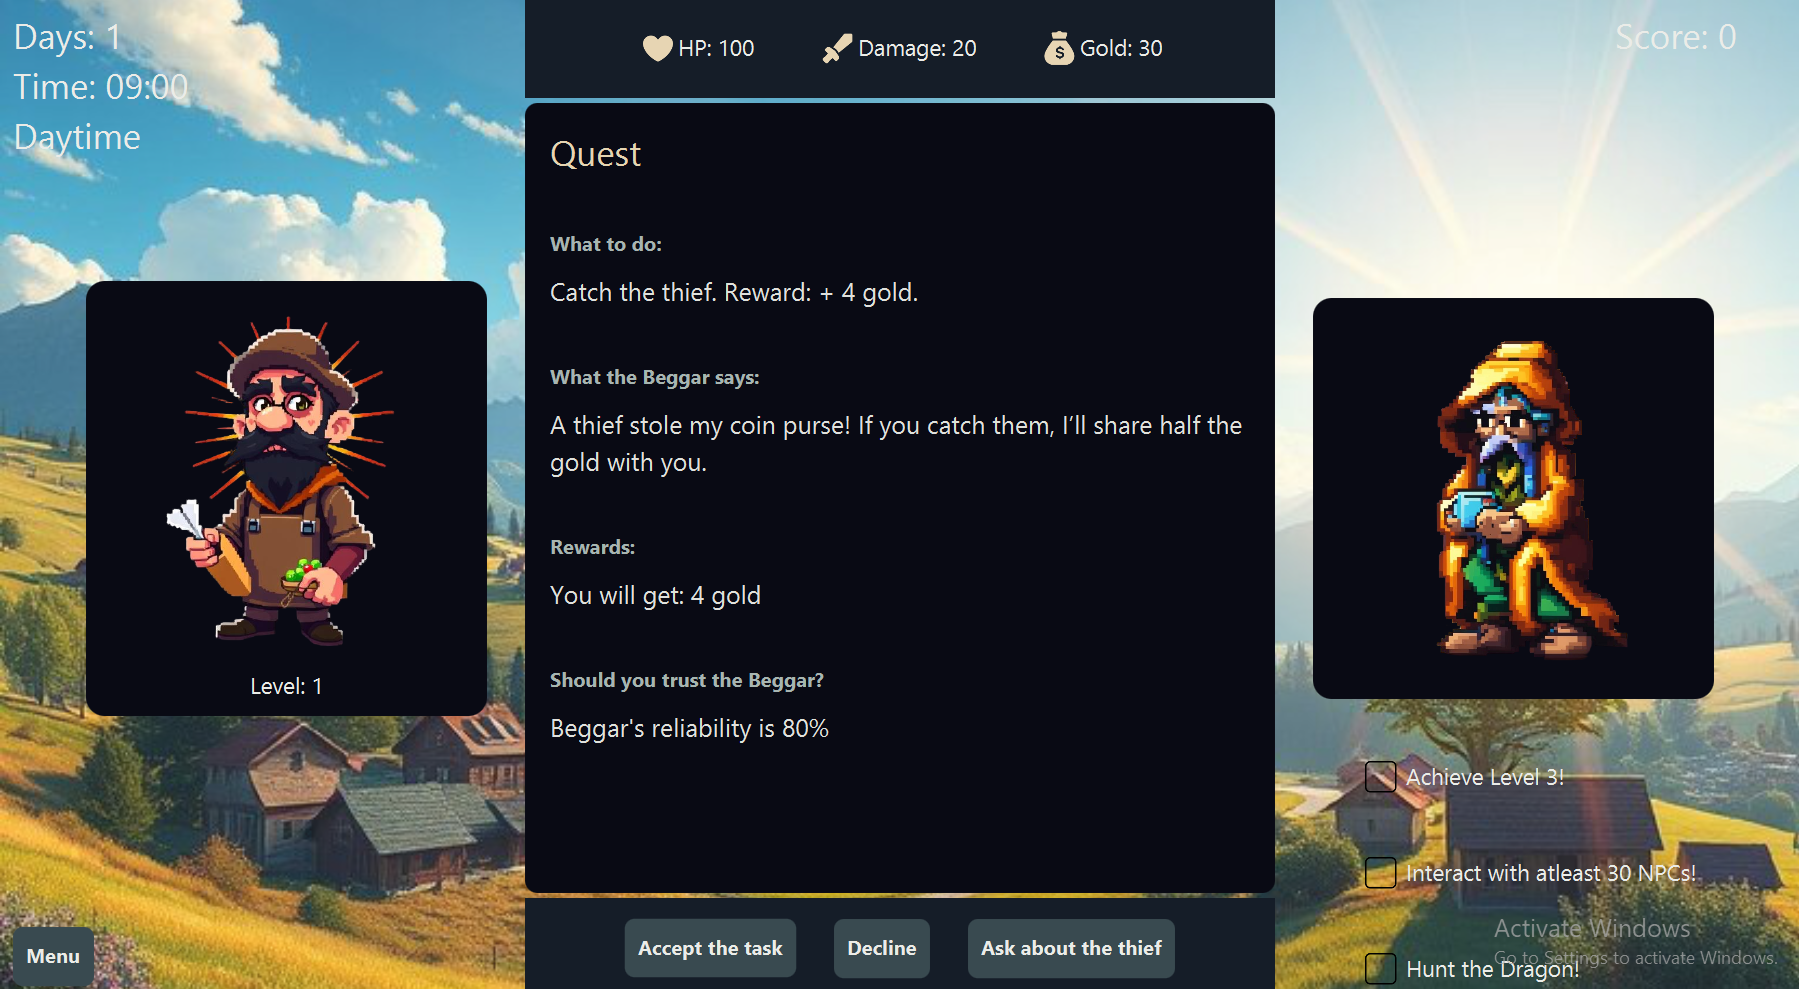 Days: 1
Time: 09:00
Daytime
HP: 100
Damage: 20
Gold: 30
Score: 0
Quest
What to do:
Catch the thief. Reward: + 4 gold.
What the Beggar says:
A thief stole my coin purse! If you catch them, I’ll share half the
gold with you.
Rewards:
You will get: 4 gold
Should you trust the Beggar?
Beggar's reliability is 80%
Level: 1
Achieve Level 3!
Interact with atleast 30 NPCs!
Hunt the Dragon!
Activate Windows
Go to Settings to activate Windows.
Menu
Accept the task
Decline
Ask about the thief